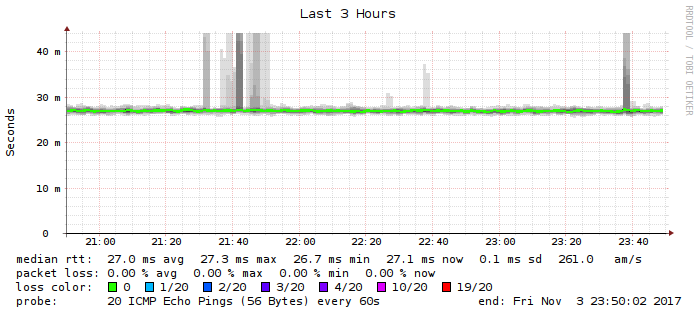 Last 3 Hours
RRDTOOL / TOBI OETIKER
Seconds
40 m
30 m
20 m
10 m
0
21:00 21:20 21:40 22:00 22:20 22:40 23:00 23:20 23:40
median rtt: 27.0 ms avg 27.3 ms max 26.7 ms min 27.1 ms now 0.1 ms sd 261.0 am/s
packet loss: 0.00 % avg 0.00 % max 0.00 % min 0.00 % now
loss color: 0 1/20 2/20 3/20 4/20 10/20 19/20
probe: 20 ICMP Echo Pings (56 Bytes) every 60s end: Fri Nov 3 23:50:02 2017